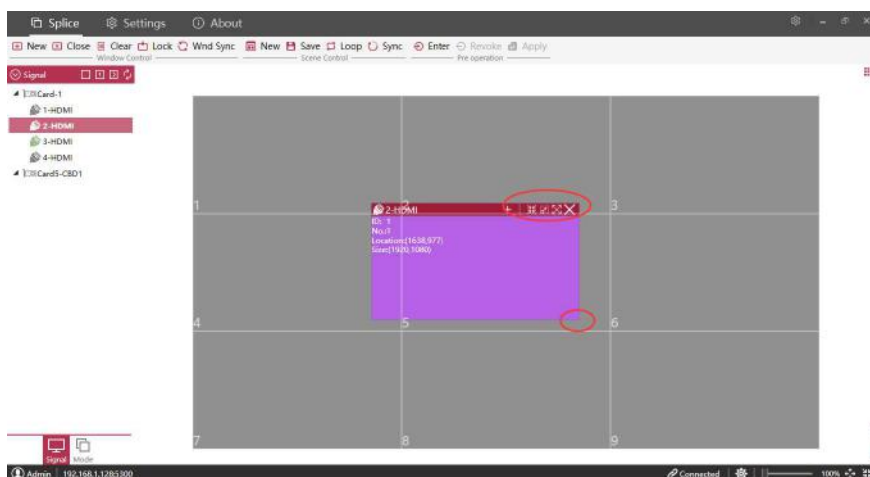 Splice Settings About
New Close Clear Lock Wnd Sync New Save Loop Sync Enter Revoke Apply
Window Control Scene Control Pre operation
Signal
Card-1
1-HDMI
2-HDMI
3-HDMI
4-HDMI
Card5-CBD1
1 2 3
2-HDMI
ID: 1
Location:(1638,977)
Size:(1920,1080)
4 5 6
7 8 9
Signal Mode
Admin 192.168.1.128:5300 Connected 100%